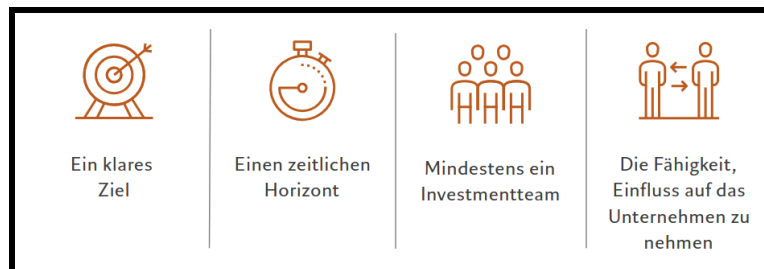 Ein klares
Ziel
Einen zeitlichen
Horizont
Mindestens ein
Investmentteam
Die Fähigkeit,
Einfluss auf das
Unternehmen zu
nehmen